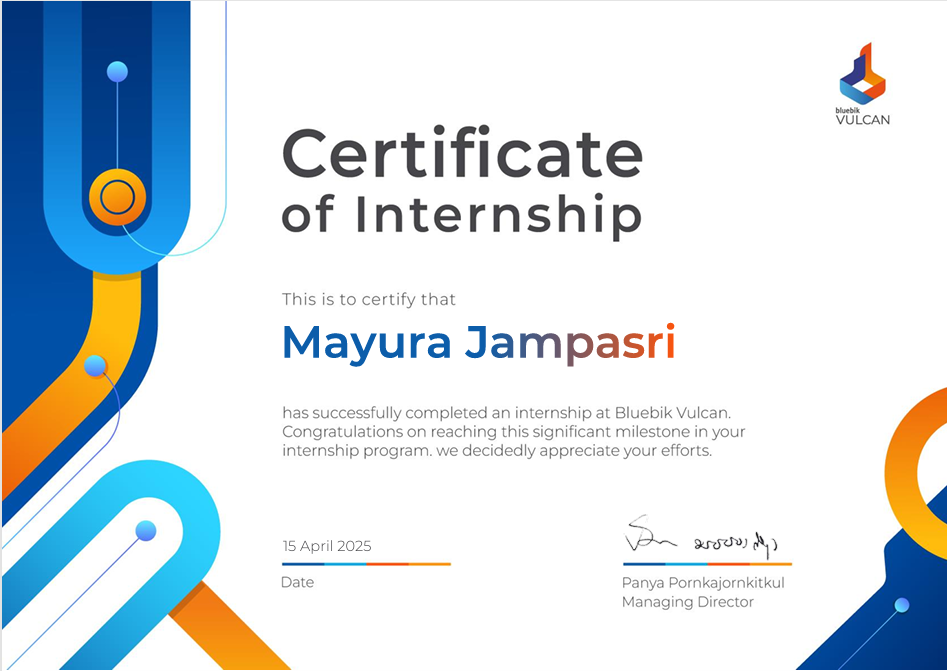 bluebik
VULCAN
Certificate
of Internship
This is to certify that
Mayura Jampasri
has successfully completed an internship at Bluebik Vulcan.
Congratulations on reaching this significant milestone in your
internship program. we decidedly appreciate your efforts.
15 April 2025
Date
Panya Pornkajornkitkul
Managing Director